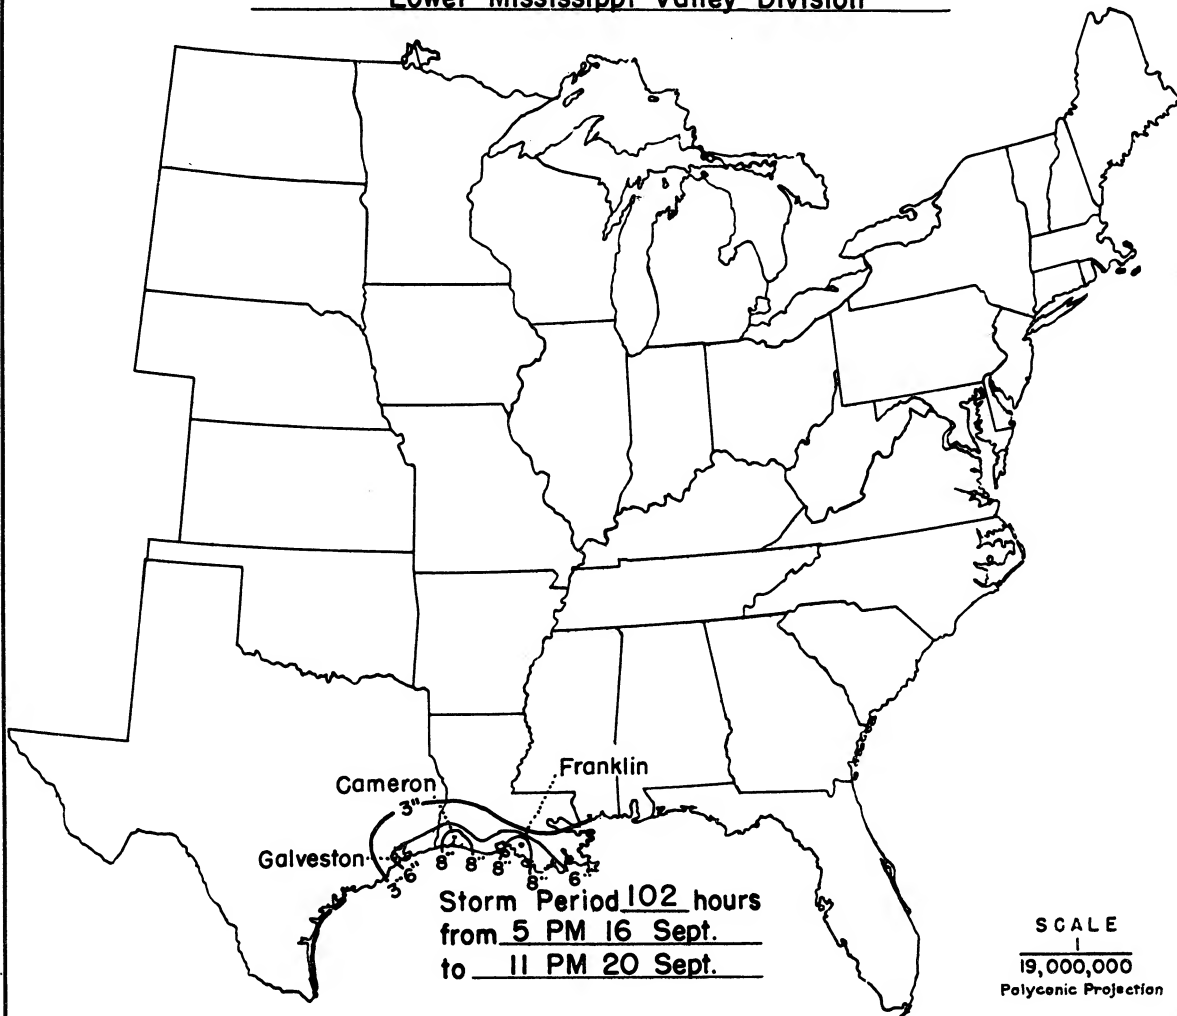 Lower Mississippi Valley Division
Franklin
Cameron
3"
Galveston
3" 6" 8" 8" 8" 8" 6"
Storm Period 102 hours
from 5 PM 16 Sept.
to 11 PM 20 Sept.
SCALE
1
19,000,000
Polyconic Projection